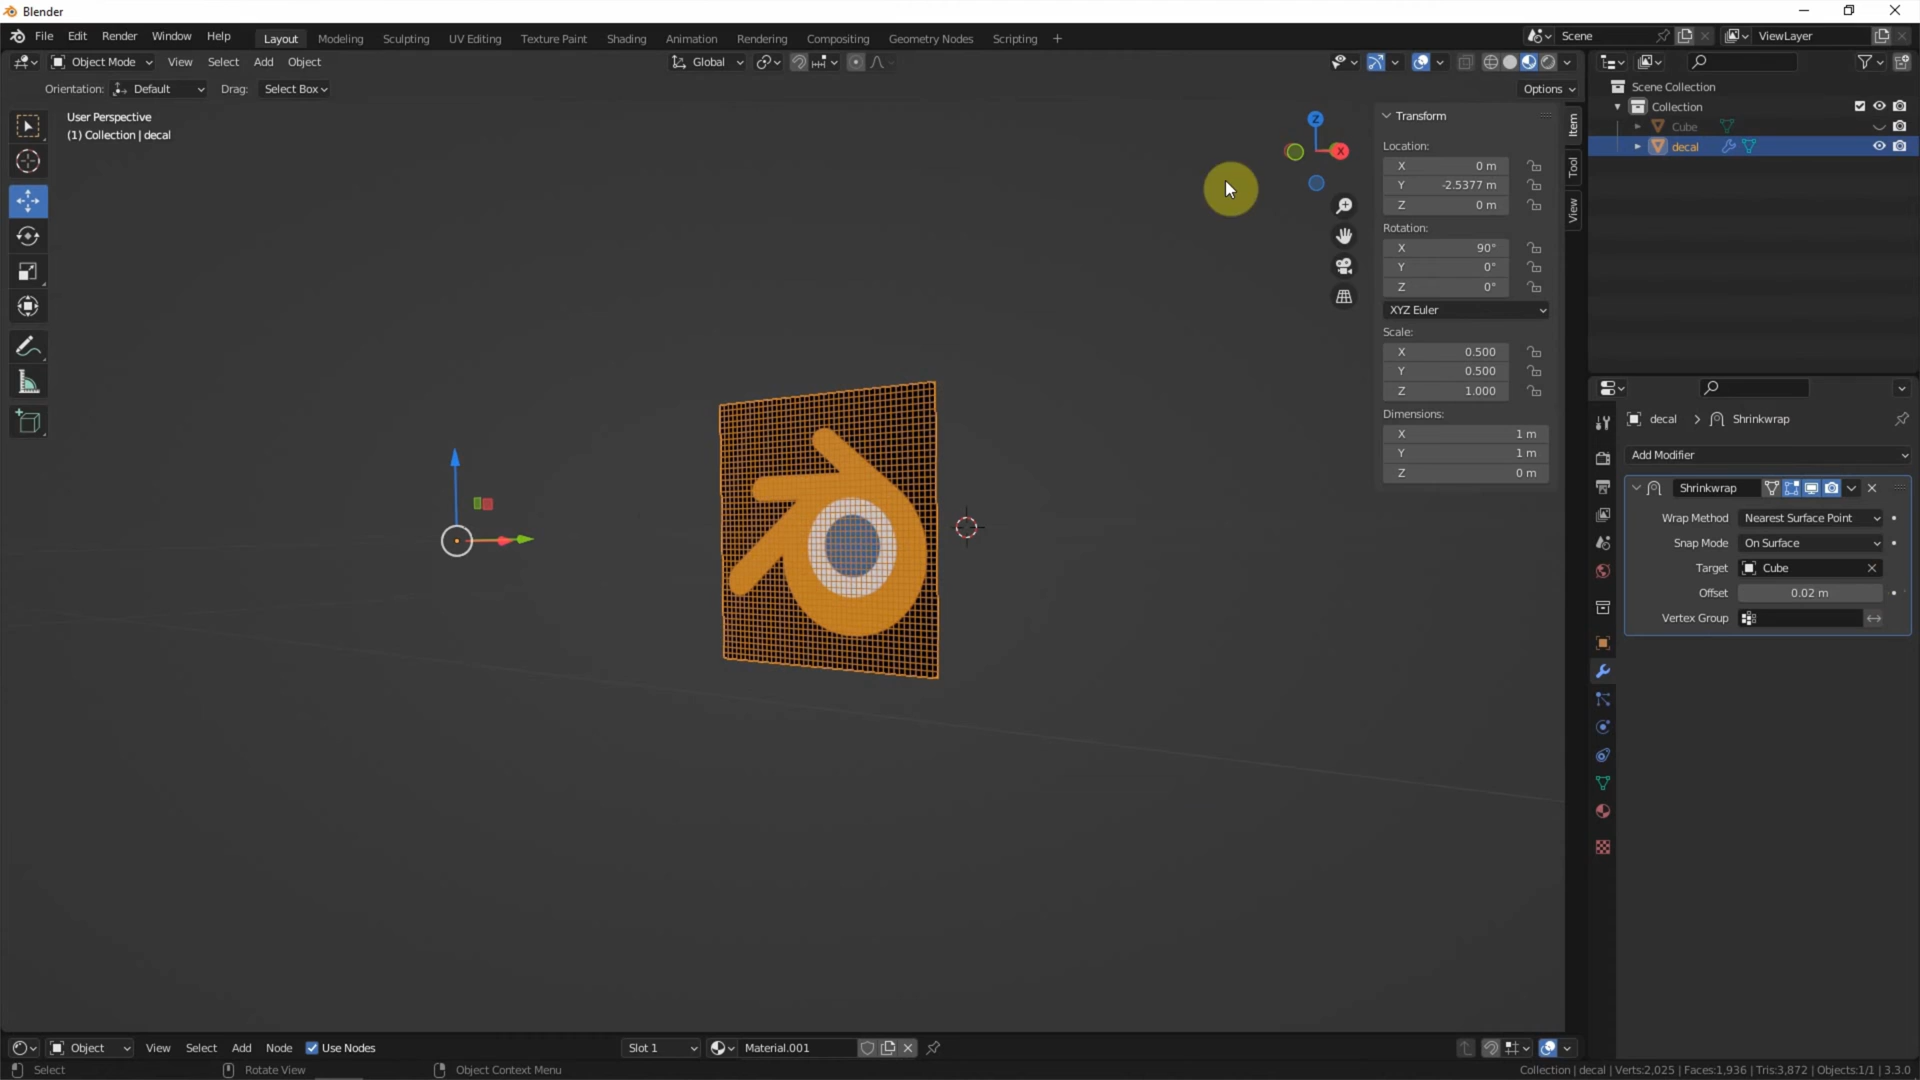 Blender
File Edit Render Window Help Layout Modeling Sculpting UV Editing Texture Paint Shading Animation Rendering Compositing Geometry Nodes Scripting + Scene ViewLayer
Object Mode View Select Add Object Global
Orientation: Default Drag: Select Box Options
User Perspective
(1) Collection | decal
Z
X
Transform
Location:
X 0 m
Y -2.5377 m
Z 0 m
Rotation:
X 90°
Y 0°
Z 0°
XYZ Euler
Scale:
X 0.500
Y 0.500
Z 1.000
Dimensions:
X 1 m
Y 1 m
Z 0 m
Item
Tool
View
Scene Collection
Collection
Cube
decal
decal > Shrinkwrap
Add Modifier
Shrinkwrap
Wrap Method Nearest Surface Point
Snap Mode On Surface
Target Cube
Offset 0.02 m
Vertex Group
Object View Select Add Node Use Nodes Slot 1 Material.001
Select Rotate View Object Context Menu Collection | decal | Verts:2,025 | Faces:1,936 | Tris:3,872 | Objects:1/1 | 3.3.0